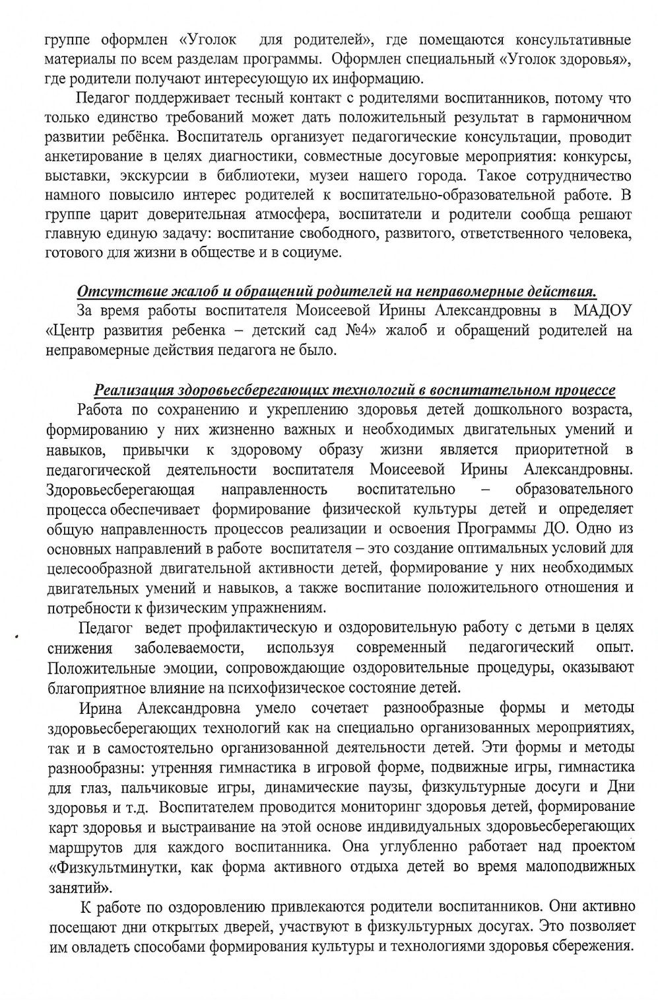 группе оформлен «Уголок для родителей», где помещаются консультативные
материалы по всем разделам программы. Оформлен специальный «Уголок здоровья»,
где родители получают интересующую их информацию.
Педагог поддерживает тесный контакт с родителями воспитанников, потому что
только единство требований может дать положительный результат в гармоничном
развитии ребёнка. Воспитатель организует педагогические консультации, проводит
анкетирование в целях диагностики, совместные досуговые мероприятия: конкурсы,
выставки, экскурсии в библиотеки, музеи нашего города. Такое сотрудничество
намного повысило интерес родителей к воспитательно-образовательной работе. В
группе царит доверительная атмосфера, воспитатели и родители сообща решают
главную единую задачу: воспитание свободного, развитого, ответственного человека,
готового для жизни в обществе и в социуме.
Отсутствие жалоб и обращений родителей на неправомерные действия.
За время работы воспитателя Моисеевой Ирины Александровны в МАДОУ
«Центр развития ребенка – детский сад №4» жалоб и обращений родителей на
неправомерные действия педагога не было.
Реализация здоровьесберегающих технологий в воспитательном процессе
Работа по сохранению и укреплению здоровья детей дошкольного возраста,
формированию у них жизненно важных и необходимых двигательных умений и
навыков, привычки к здоровому образу жизни является приоритетной в
педагогической деятельности воспитателя Моисеевой Ирины Александровны.
Здоровьесберегающая направленность воспитательно – образовательного
процесса обеспечивает формирование физической культуры детей и определяет
общую направленность процессов реализации и освоения Программы ДО. Одно из
основных направлений в работе воспитателя – это создание оптимальных условий для
целесообразной двигательной активности детей, формирование у них необходимых
двигательных умений и навыков, а также воспитание положительного отношения и
потребности к физическим упражнениям.
Педагог ведет профилактическую и оздоровительную работу с детьми в целях
снижения заболеваемости, используя современный педагогический опыт.
Положительные эмоции, сопровождающие оздоровительные процедуры, оказывают
благоприятное влияние на психофизическое состояние детей.
Ирина Александровна умело сочетает разнообразные формы и методы
здоровьесберегающих технологий как на специально организованных мероприятиях,
так и в самостоятельно организованной деятельности детей. Эти формы и методы
разнообразны: утренняя гимнастика в игровой форме, подвижные игры, гимнастика
для глаз, пальчиковые игры, динамические паузы, физкультурные досуги и Дни
здоровья и т.д. Воспитателем проводится мониторинг здоровья детей, формирование
карт здоровья и выстраивание на этой основе индивидуальных здоровьесберегающих
маршрутов для каждого воспитанника. Она углубленно работает над проектом
«Физкультминутки, как форма активного отдыха детей во время малоподвижных
занятий».
К работе по оздоровлению привлекаются родители воспитанников. Они активно
посещают дни открытых дверей, участвуют в физкультурных досугах. Это позволяет
им овладеть способами формирования культуры и технологиями здоровья сбережения.